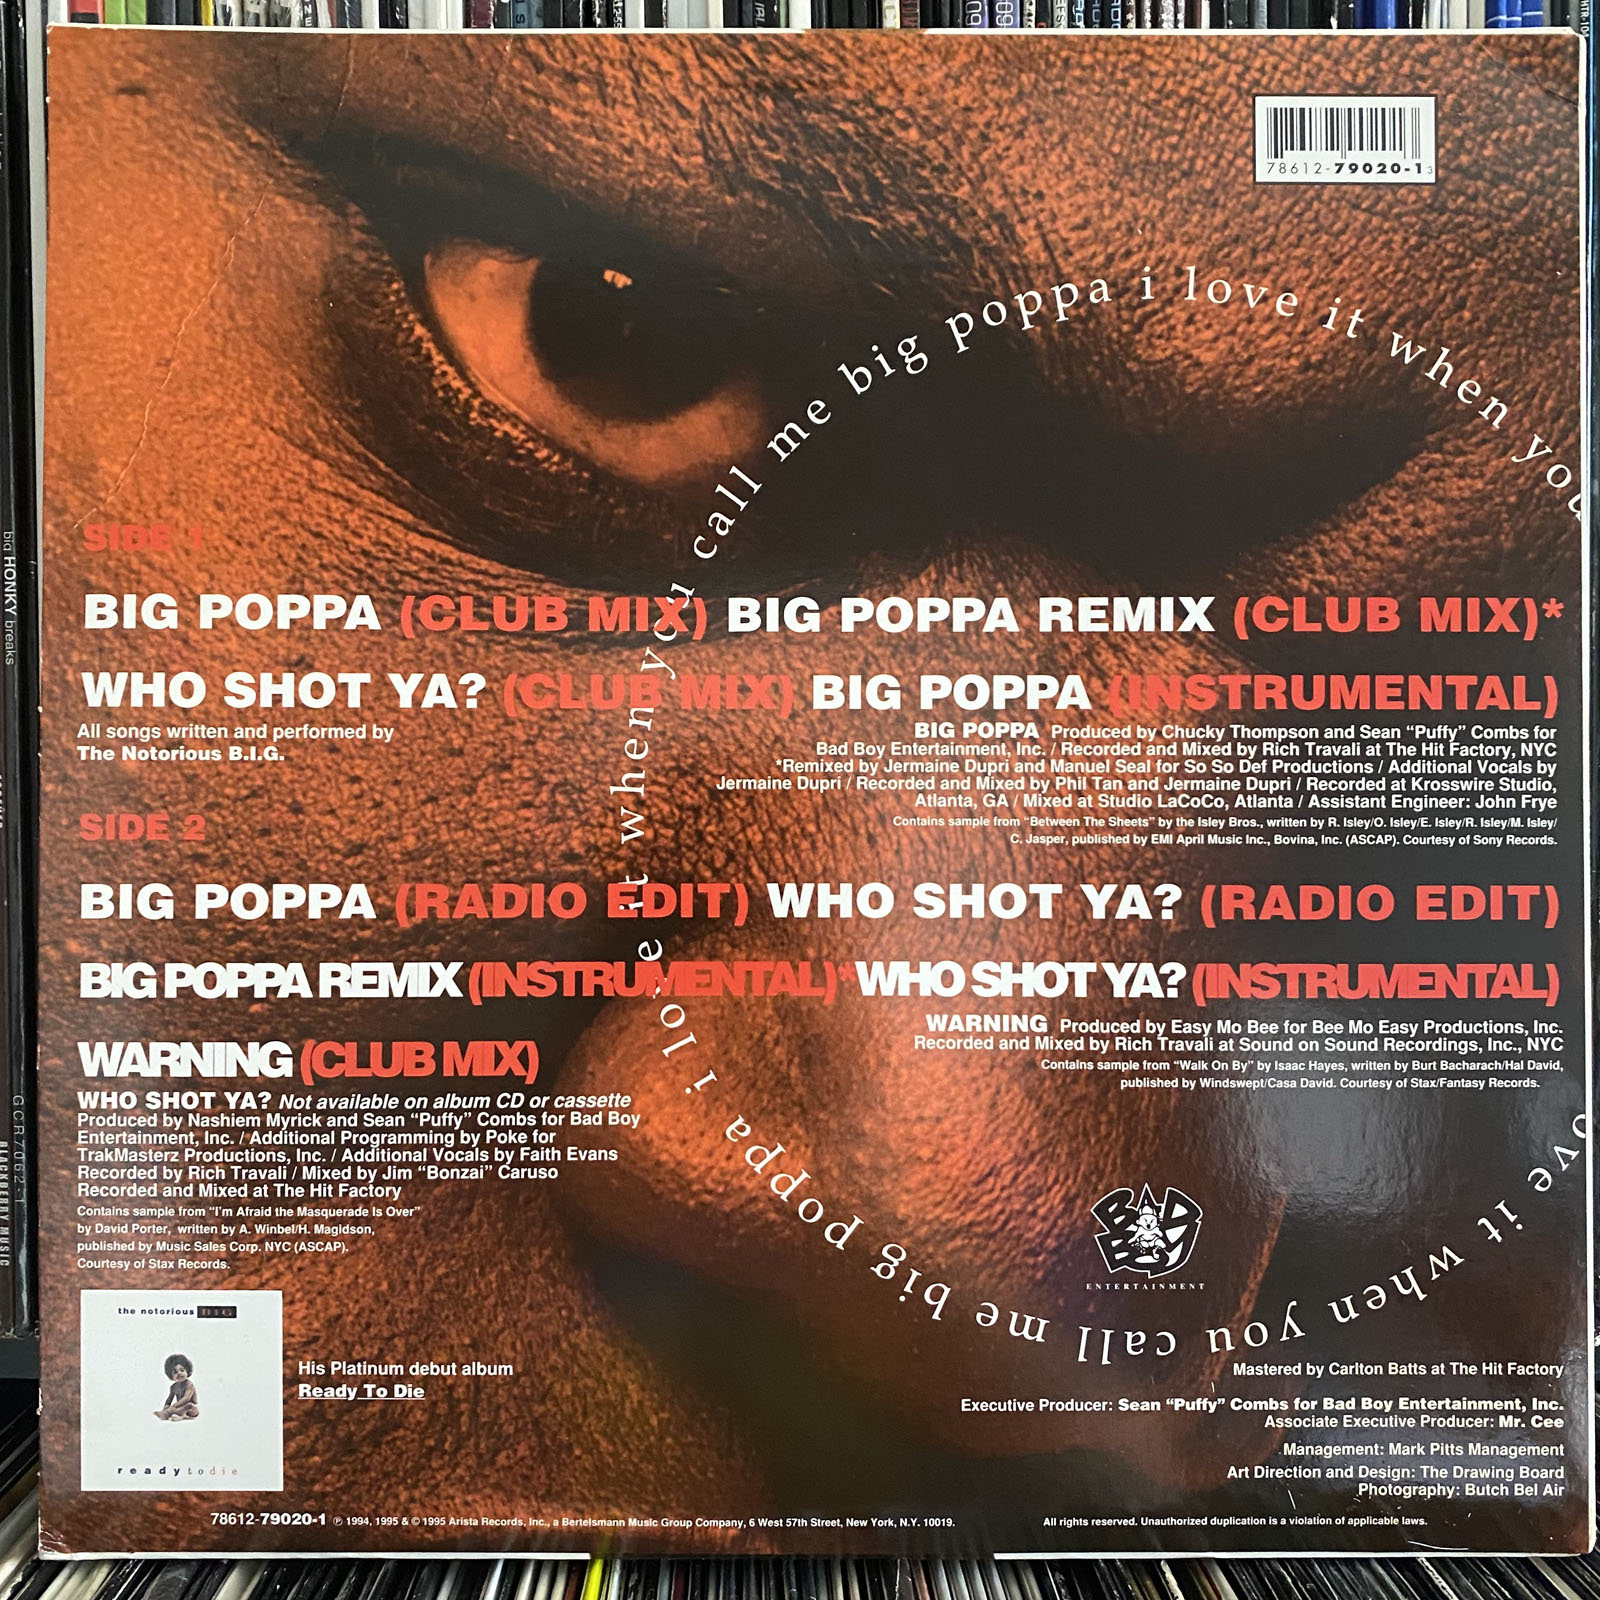 78612-79020-1 3
call me big poppa i love it when you
i love it when you
SIDE 1
BIG POPPA (CLUB MIX) BIG POPPA REMIX (CLUB MIX)*
WHO SHOT YA? (CLUB MIX) BIG POPPA (INSTRUMENTAL)
All songs written and performed by
The Notorious B.I.G.
BIG POPPA Produced by Chucky Thompson and Sean “Puffy” Combs for
Bad Boy Entertainment, Inc. / Recorded and Mixed by Rich Travali at The Hit Factory, NYC
*Remixed by Jermaine Dupri and Manuel Seal for So So Def Productions / Additional Vocals by
Jermaine Dupri / Recorded and Mixed by Phil Tan and Jermaine Dupri / Recorded at Krosswire Studio,
Atlanta, GA / Mixed at Studio LaCoCo, Atlanta / Assistant Engineer: John Frye
Contains sample from “Between The Sheets” by the Isley Bros., written by R. Isley/O. Isley/E. Isley/R. Isley/M. Isley/
C. Jasper, published by EMI April Music Inc., Bovina, Inc. (ASCAP). Courtesy of Sony Records.
SIDE 2
BIG POPPA (RADIO EDIT) WHO SHOT YA? (RADIO EDIT)
BIG POPPA REMIX (INSTRUMENTAL)* WHO SHOT YA? (INSTRUMENTAL)
WARNING (CLUB MIX)
WARNING Produced by Easy Mo Bee for Bee Mo Easy Productions, Inc.
Recorded and Mixed by Rich Travali at Sound on Sound Recordings, Inc., NYC
Contains sample from “Walk On By” by Isaac Hayes, written by Burt Bacharach/Hal David,
published by Windswept/Casa David. Courtesy of Stax/Fantasy Records.
WHO SHOT YA? Not available on album CD or cassette
Produced by Nashiem Myrick and Sean “Puffy” Combs for Bad Boy
Entertainment, Inc. / Additional Programming by Poke for
TrakMasterz Productions, Inc. / Additional Vocals by Faith Evans
Recorded by Rich Travali / Mixed by Jim “Bonzai” Caruso
Recorded and Mixed at The Hit Factory
Contains sample from “I'm Afraid the Masquerade Is Over”
by David Porter, written by A. Winbel/H. Magidson,
published by Music Sales Corp. NYC (ASCAP).
Courtesy of Stax Records.
ove it when you call me big poppa
BAD BOY
ENTERTAINMENT
the notorious B.I.G.
ready to die
His Platinum debut album
Ready To Die
Mastered by Carlton Batts at The Hit Factory
Executive Producer: Sean “Puffy” Combs for Bad Boy Entertainment, Inc.
Associate Executive Producer: Mr. Cee
Management: Mark Pitts Management
Art Direction and Design: The Drawing Board
Photography: Butch Bel Air
78612-79020-1 ℗ 1994, 1995 & © 1995 Arista Records, Inc., a Bertelsmann Music Group Company, 6 West 57th Street, New York, N.Y. 10019.
All rights reserved. Unauthorized duplication is a violation of applicable laws.
big HONKY breaks
GCR7062-1
BLACKBERRY MUSIC